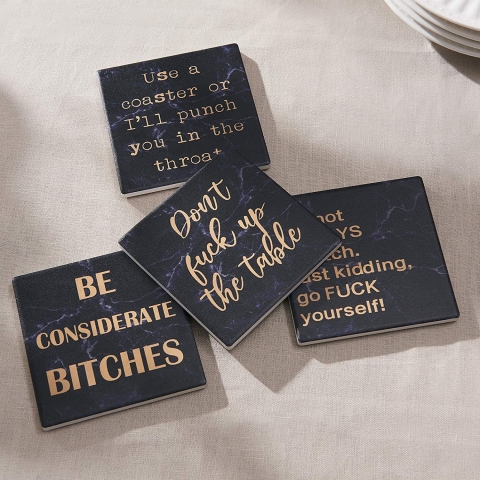 Use a
coaster or
I'll punch
you in the
throat
Don't
fuck up
the table
not
kidding,
go FUCK
yourself!
BE
CONSIDERATE
BITCHES